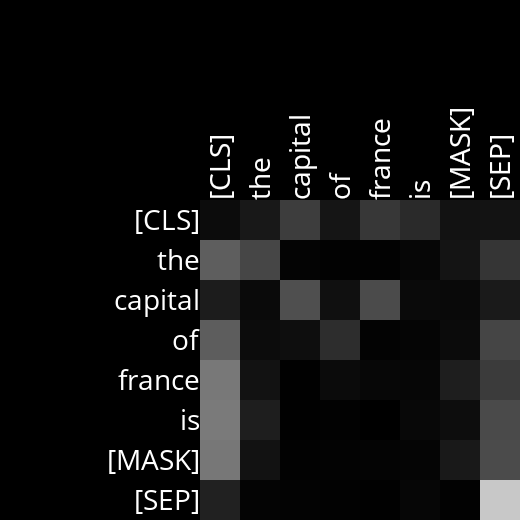 [CLS] the capital of france is [MASK] [SEP]
[CLS]
the
capital
of
france
is
[MASK]
[SEP]